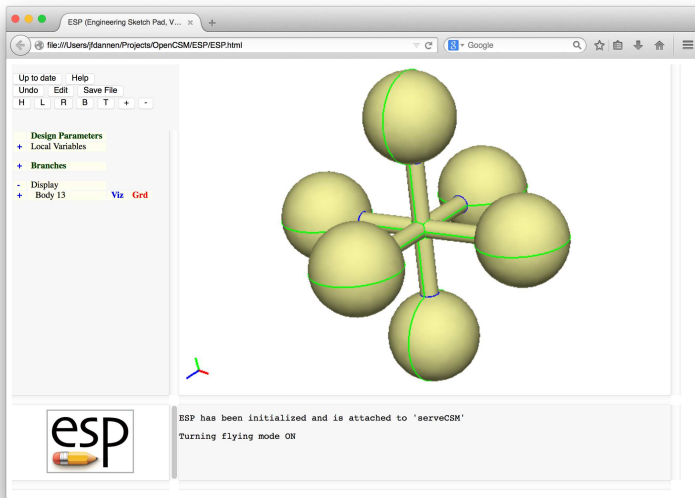 ESP (Engineering Sketch Pad, V... × +
file:///Users/jfdannen/Projects/OpenCSM/ESP/ESP.html
Google
Up to date Help
Undo Edit Save File
H L R B T + -
Design Parameters
+ Local Variables
+ Branches
- Display
+ Body 13 Viz Grd
esp
ESP has been initialized and is attached to 'serveCSM'
Turning flying mode ON